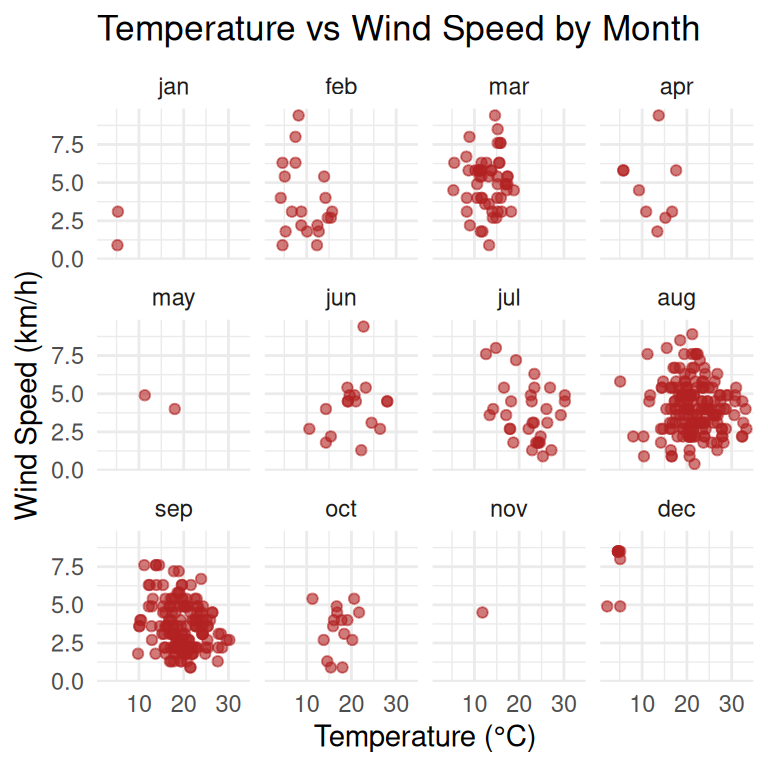 Temperature vs Wind Speed by Month
jan feb mar apr
7.5
5.0
2.5
0.0
may jun jul aug
7.5
5.0
2.5
0.0
sep oct nov dec
7.5
5.0
2.5
0.0
10 20 30 10 20 30 10 20 30 10 20 30
Temperature (°C)
Wind Speed (km/h)